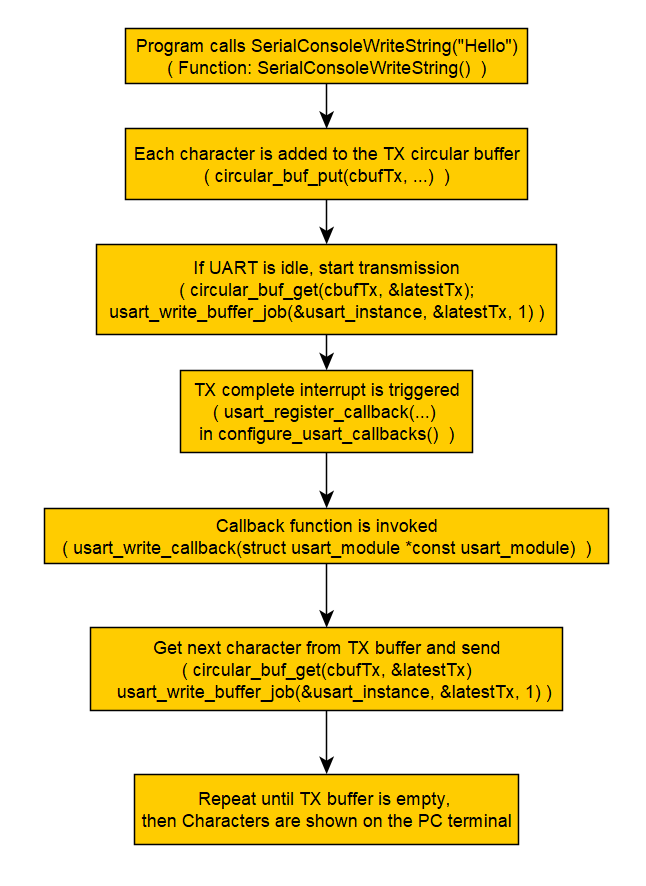 Program calls SerialConsoleWriteString("Hello")
( Function: SerialConsoleWriteString() )
Each character is added to the TX circular buffer
( circular_buf_put(cbufTx, ...) )
If UART is idle, start transmission
( circular_buf_get(cbufTx, &latestTx);
usart_write_buffer_job(&usart_instance, &latestTx, 1) )
TX complete interrupt is triggered
( usart_register_callback(...)
in configure_usart_callbacks() )
Callback function is invoked
( usart_write_callback(struct usart_module *const usart_module) )
Get next character from TX buffer and send
( circular_buf_get(cbufTx, &latestTx)
usart_write_buffer_job(&usart_instance, &latestTx, 1) )
Repeat until TX buffer is empty,
then Characters are shown on the PC terminal